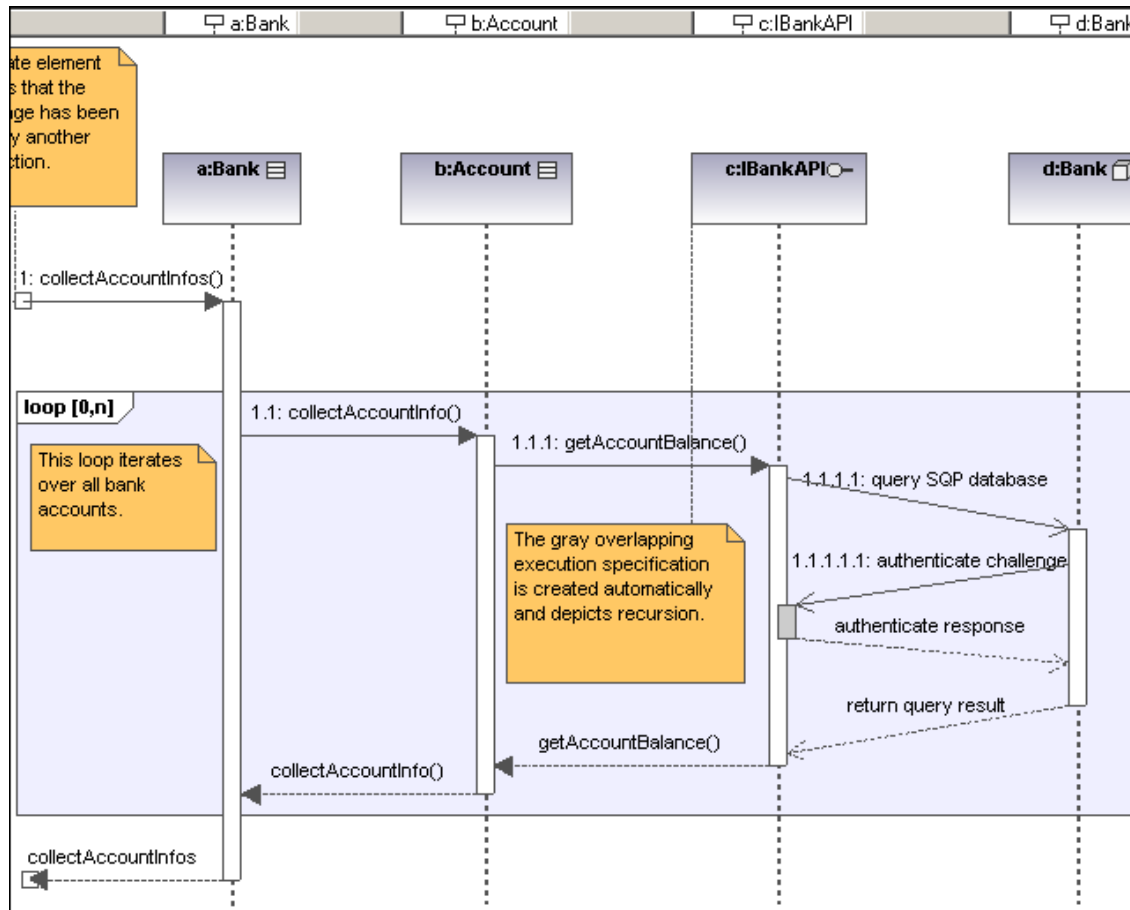 a:Bank
b:Account
c:IBankAPI
d:Bank
ate element
s that the
age has been
y another
ction.
a:Bank
b:Account
c:IBankAPI
d:Bank
1: collectAccountInfos()
loop [0,n]
1.1: collectAccountInfo()
1.1.1: getAccountBalance()
This loop iterates
over all bank
accounts.
1.1.1.1: query SQP database
The gray overlapping
execution specification
is created automatically
and depicts recursion.
1.1.1.1.1: authenticate challenge
authenticate response
return query result
getAccountBalance()
collectAccountInfo()
collectAccountInfos